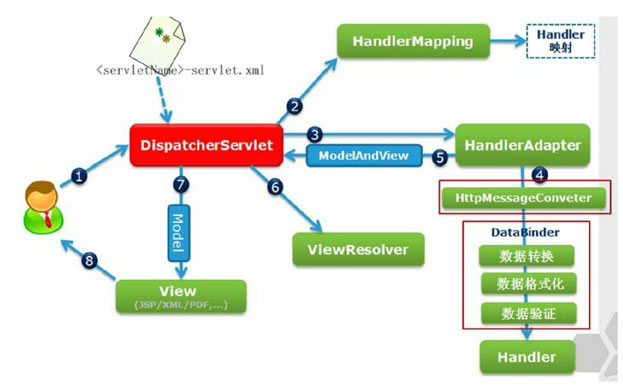 HandlerMapping
Handler
映射
<servletName>-servlet.xml
2
DispatcherServlet
3
HandlerAdapter
ModelAndView
5
4
1
7
6
HttpMessageConveter
Model
DataBinder
ViewResolver
数据转换
8
View
(JSP/XML/PDF,...)
数据格式化
数据验证
Handler